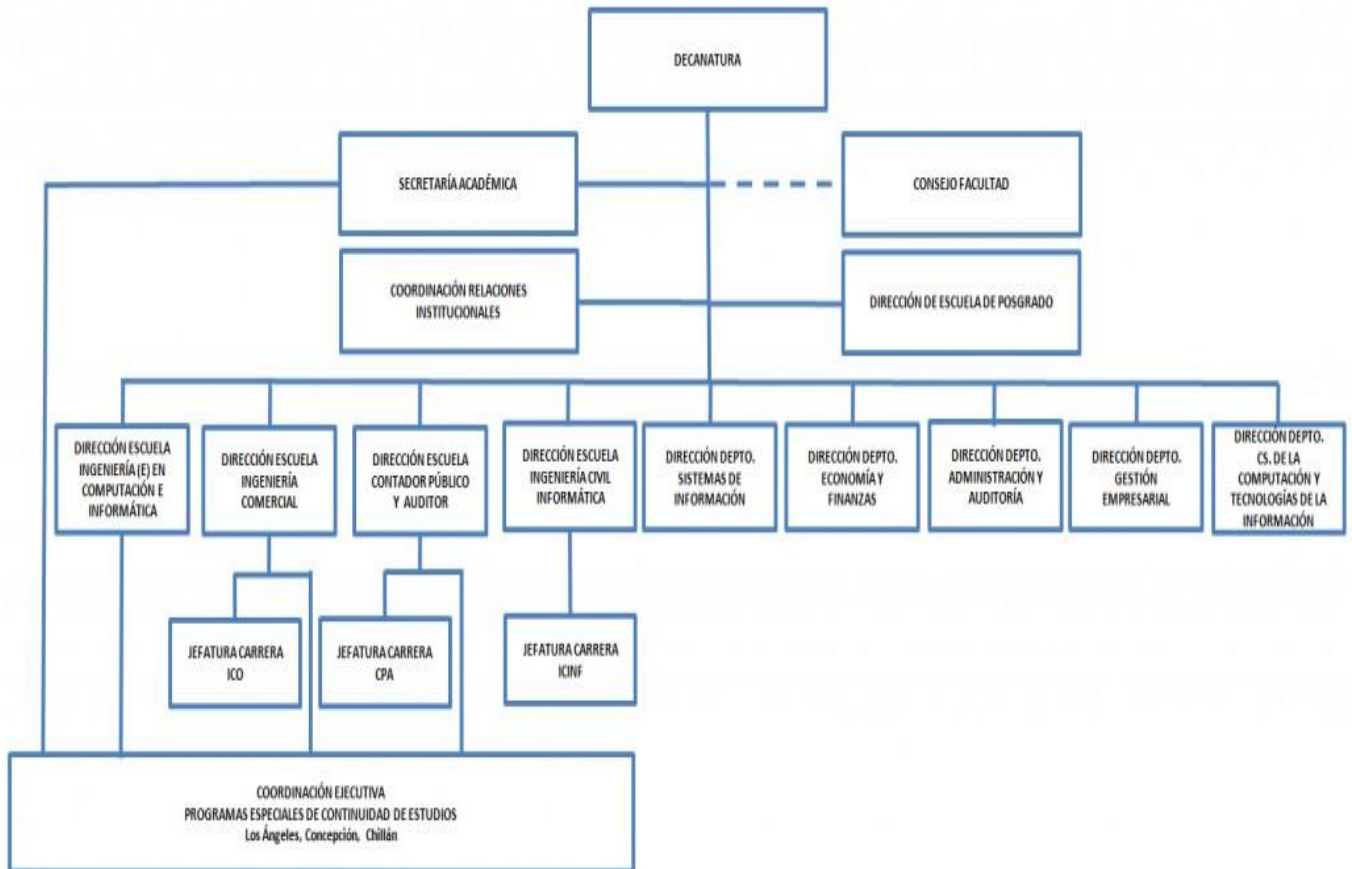 DECANATURA
SECRETARÍA ACADÉMICA
CONSEJO FACULTAD
COORDINACIÓN RELACIONES
INSTITUCIONALES
DIRECCIÓN DE ESCUELA DE POSGRADO
DIRECCIÓN ESCUELA
INGENIERÍA (E) EN
COMPUTACIÓN E
INFORMÁTICA
DIRECCIÓN ESCUELA
INGENIERÍA
COMERCIAL
DIRECCIÓN ESCUELA
CONTADOR PÚBLICO
Y AUDITOR
DIRECCIÓN ESCUELA
INGENIERÍA CIVIL
INFORMÁTICA
DIRECCIÓN DEPTO.
SISTEMAS DE
INFORMACIÓN
DIRECCIÓN DEPTO.
ECONOMÍA Y
FINANZAS
DIRECCIÓN DEPTO.
ADMINISTRACIÓN Y
AUDITORÍA
DIRECCIÓN DEPTO.
GESTIÓN
EMPRESARIAL
DIRECCIÓN DEPTO.
CS. DE LA
COMPUTACIÓN Y
TECNOLOGÍAS DE LA
INFORMACIÓN
JEFATURA CARRERA
ICO
JEFATURA CARRERA
CPA
JEFATURA CARRERA
ICINF
COORDINACIÓN EJECUTIVA
PROGRAMAS ESPECIALES DE CONTINUIDAD DE ESTUDIOS
Los Ángeles, Concepción, Chillán